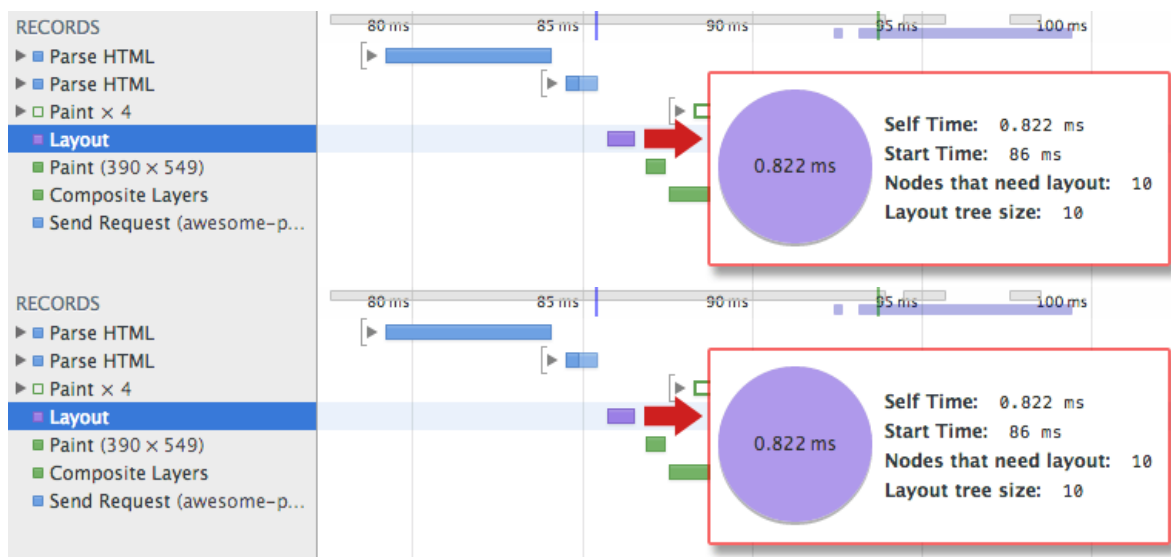 RECORDS
80 ms 85 ms 90 ms 95 ms 100 ms
Parse HTML
Parse HTML
Paint × 4
Layout
Paint (390 × 549)
Composite Layers
Send Request (awesome-p...
0.822 ms
Self Time: 0.822 ms
Start Time: 86 ms
Nodes that need layout: 10
Layout tree size: 10
RECORDS
80 ms 85 ms 90 ms 95 ms 100 ms
Parse HTML
Parse HTML
Paint × 4
Layout
Paint (390 × 549)
Composite Layers
Send Request (awesome-p...
0.822 ms
Self Time: 0.822 ms
Start Time: 86 ms
Nodes that need layout: 10
Layout tree size: 10